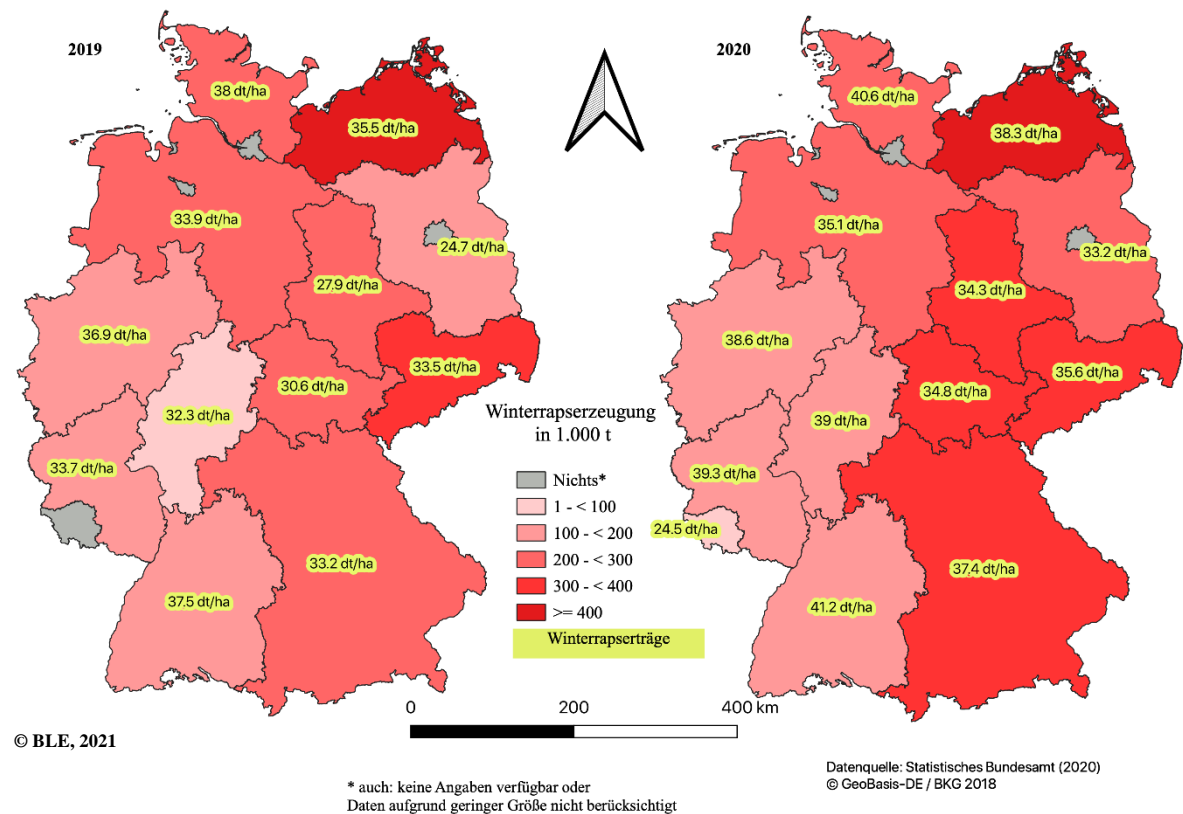 2019
38 dt/ha
35.5 dt/ha
33.9 dt/ha
24.7 dt/ha
27.9 dt/ha
36.9 dt/ha
33.5 dt/ha
30.6 dt/ha
32.3 dt/ha
33.7 dt/ha
33.2 dt/ha
37.5 dt/ha
2020
40.6 dt/ha
38.3 dt/ha
35.1 dt/ha
33.2 dt/ha
34.3 dt/ha
38.6 dt/ha
35.6 dt/ha
34.8 dt/ha
39 dt/ha
39.3 dt/ha
24.5 dt/ha
37.4 dt/ha
41.2 dt/ha
Winterrapserzeugung
in 1.000 t
Nichts*
1 - < 100
100 - < 200
200 - < 300
300 - < 400
>= 400
Winterrapserträge
0 200 400 km
© BLE, 2021
* auch: keine Angaben verfügbar oder
Daten aufgrund geringer Größe nicht berücksichtigt
Datenquelle: Statistisches Bundesamt (2020)
© GeoBasis-DE / BKG 2018